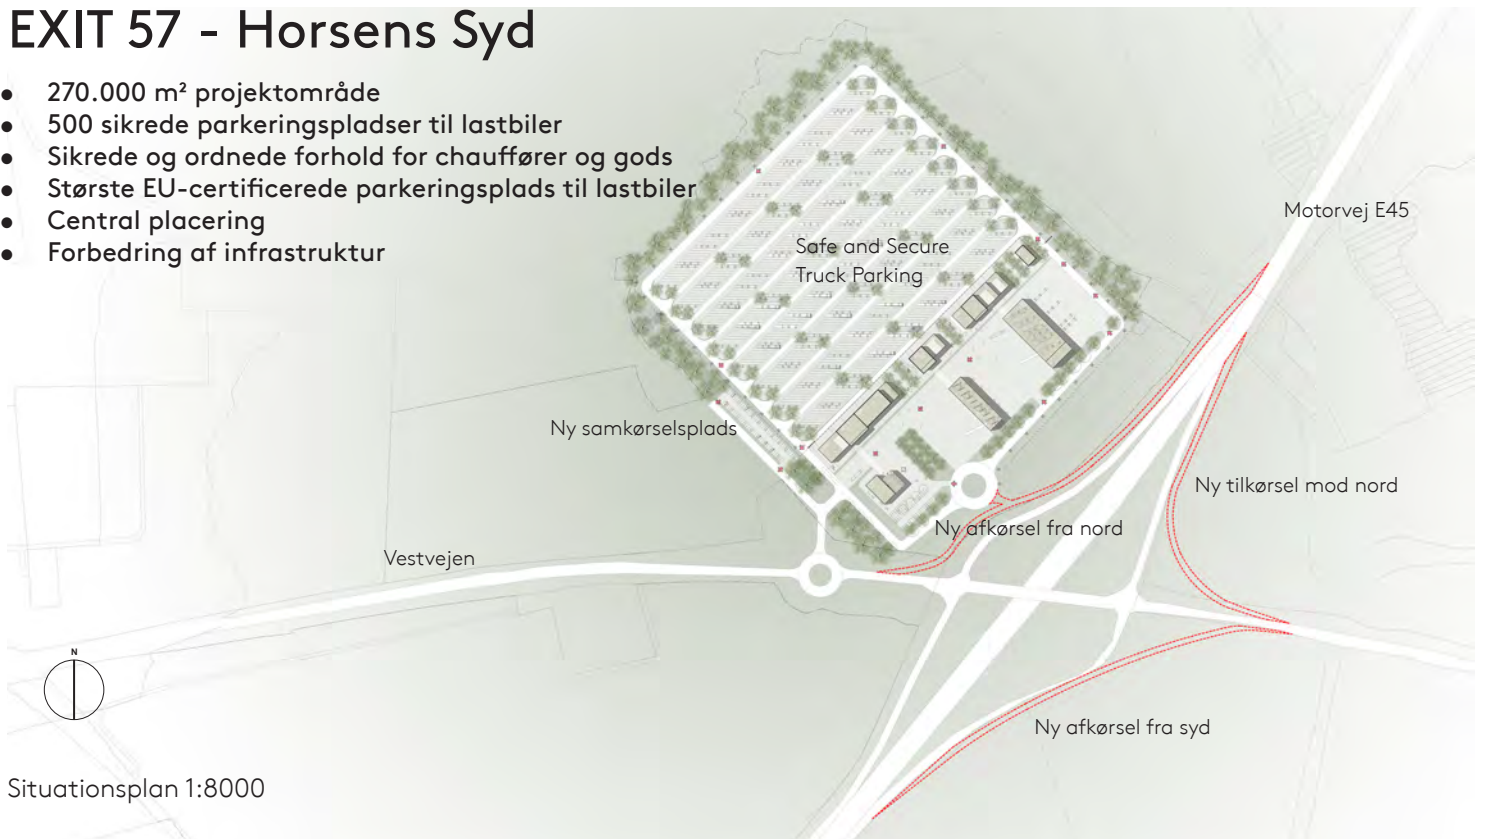 EXIT 57 - Horsens Syd
• 270.000 m² projektområde
• 500 sikrede parkeringspladser til lastbiler
• Sikrede og ordnede forhold for chauffører og gods
• Største EU-certificerede parkeringsplads til lastbiler
• Central placering
• Forbedring af infrastruktur
Motorvej E45
Safe and Secure
Truck Parking
Ny samkørselsplads
Ny tilkørsel mod nord
Ny afkørsel fra nord
Vestvejen
N
Ny afkørsel fra syd
Situationsplan 1:8000